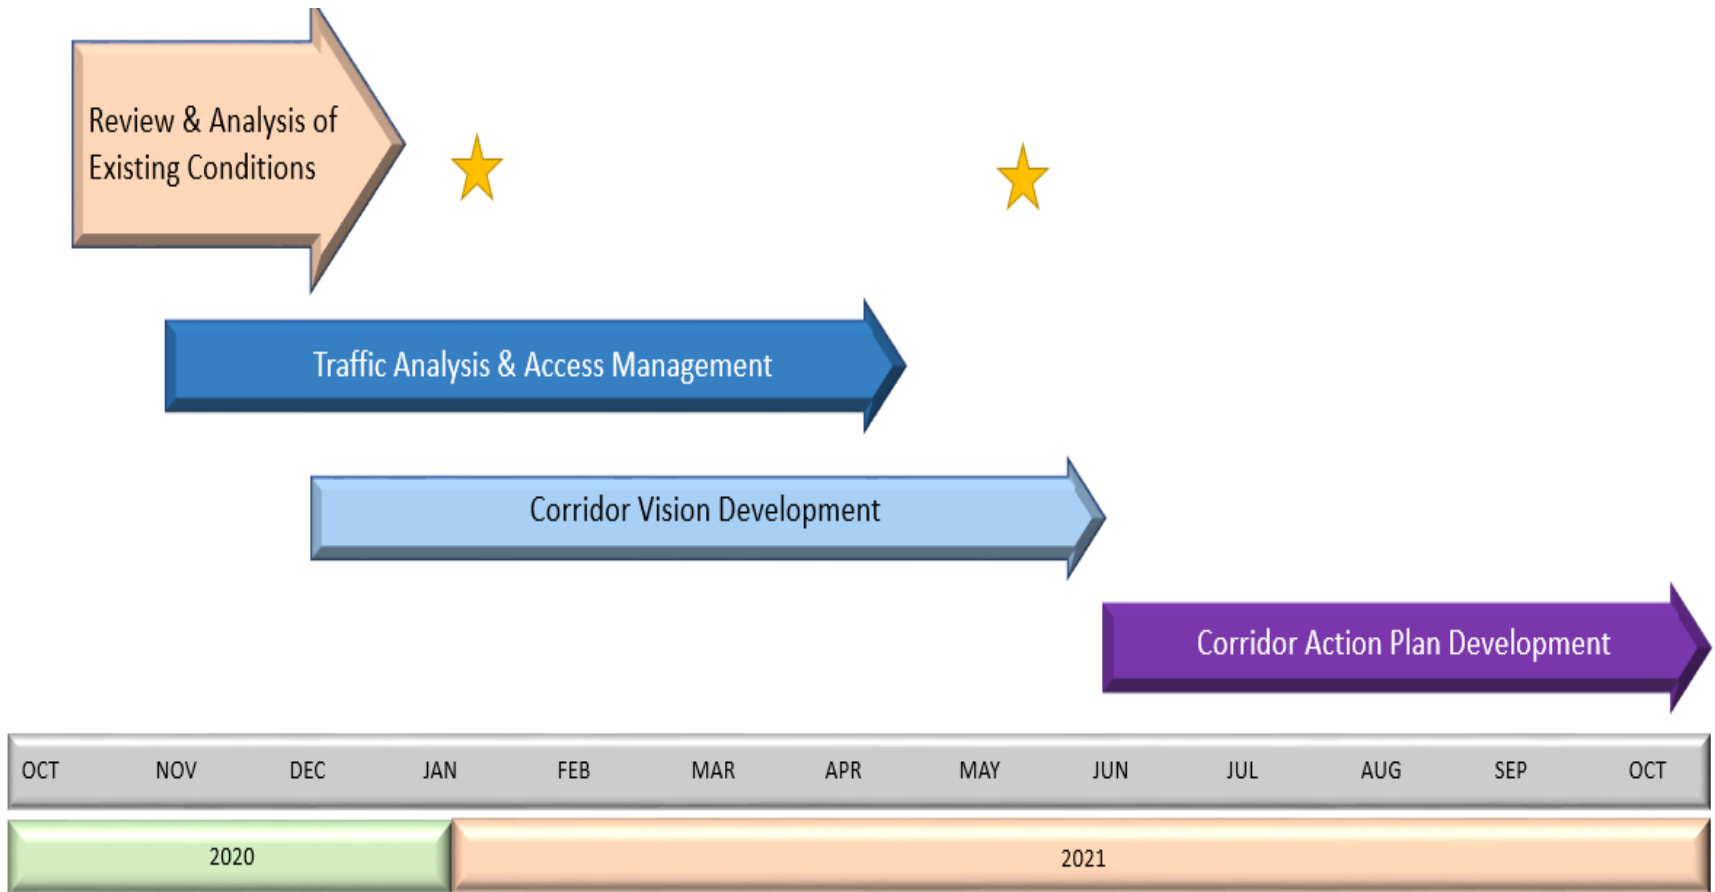 Review & Analysis of
Existing Conditions
Traffic Analysis & Access Management
Corridor Vision Development
Corridor Action Plan Development
OCT NOV DEC JAN FEB MAR APR MAY JUN JUL AUG SEP OCT
2020 2021